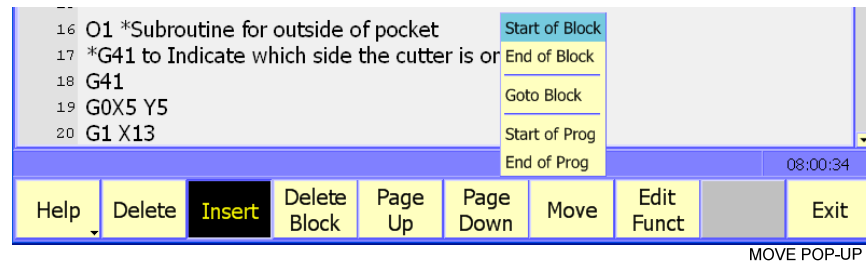 16 O1 *Subroutine for outside of pocket
17 *G41 to Indicate which side the cutter is or
18 G41
19 G0X5 Y5
20 G1 X13
Start of Block
End of Block
Goto Block
Start of Prog
End of Prog
08:00:34
Help
Delete
Insert
Delete
Block
Page
Up
Page
Down
Move
Edit
Funct
Exit
MOVE POP-UP